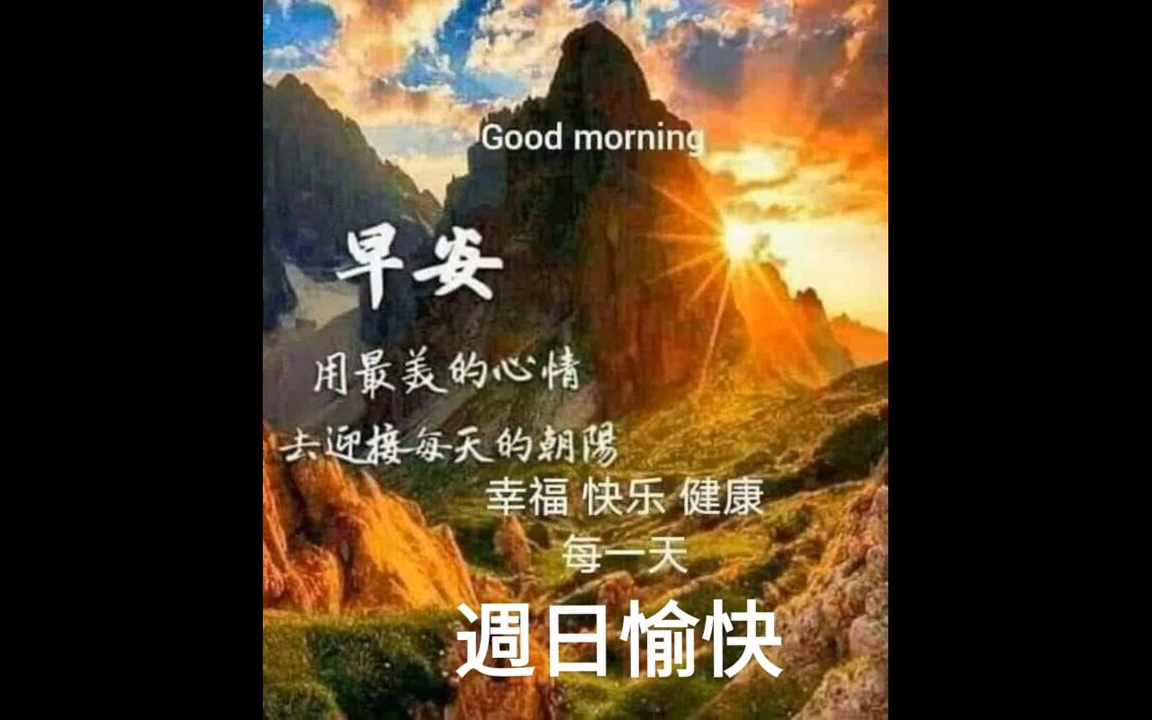 Good morning
早安
用最美的心情
去迎接每天的朝陽
幸福 快乐 健康
每一天
週日愉快